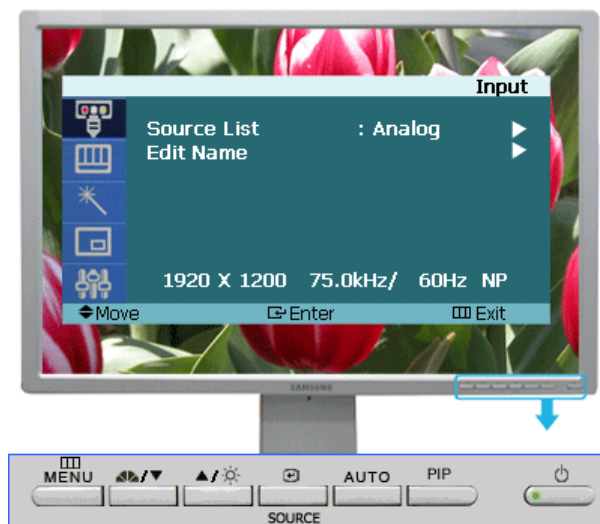 Input
Source List : Analog
Edit Name
1920 X 1200 75.0kHz/ 60Hz NP
Move Enter Exit
SAMSUNG
MENU / / AUTO PIP
SOURCE